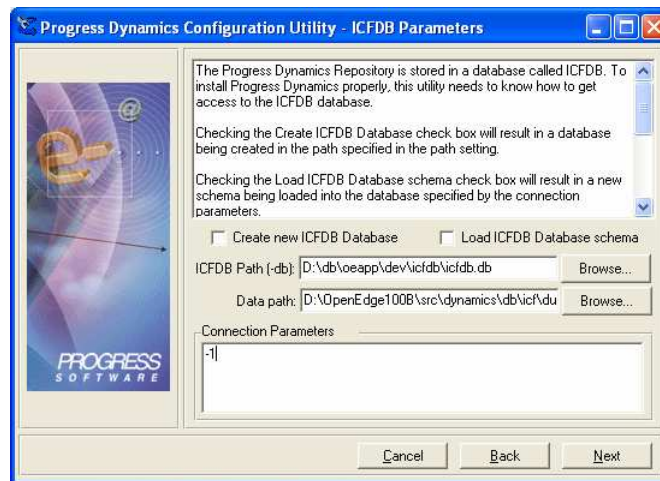 Progress Dynamics Configuration Utility - ICFDB Parameters
The Progress Dynamics Repository is stored in a database called ICFDB. To
install Progress Dynamics properly, this utility needs to know how to get
access to the ICFDB database.
Checking the Create ICFDB Database check box will result in a database
being created in the path specified in the path setting.
Checking the Load ICFDB Database schema check box will result in a new
schema being loaded into the database specified by the connection
parameters.
@
e-
PROGRESS
SOFTWARE
Create new ICFDB Database Load ICFDB Database schema
ICFDB Path (-db): D:\db\oeapp\dev\icfdb\icfdb.db Browse...
Data path: D:\OpenEdge100B\src\dynamics\db\icf\du Browse...
Connection Parameters
-1
Cancel Back Next